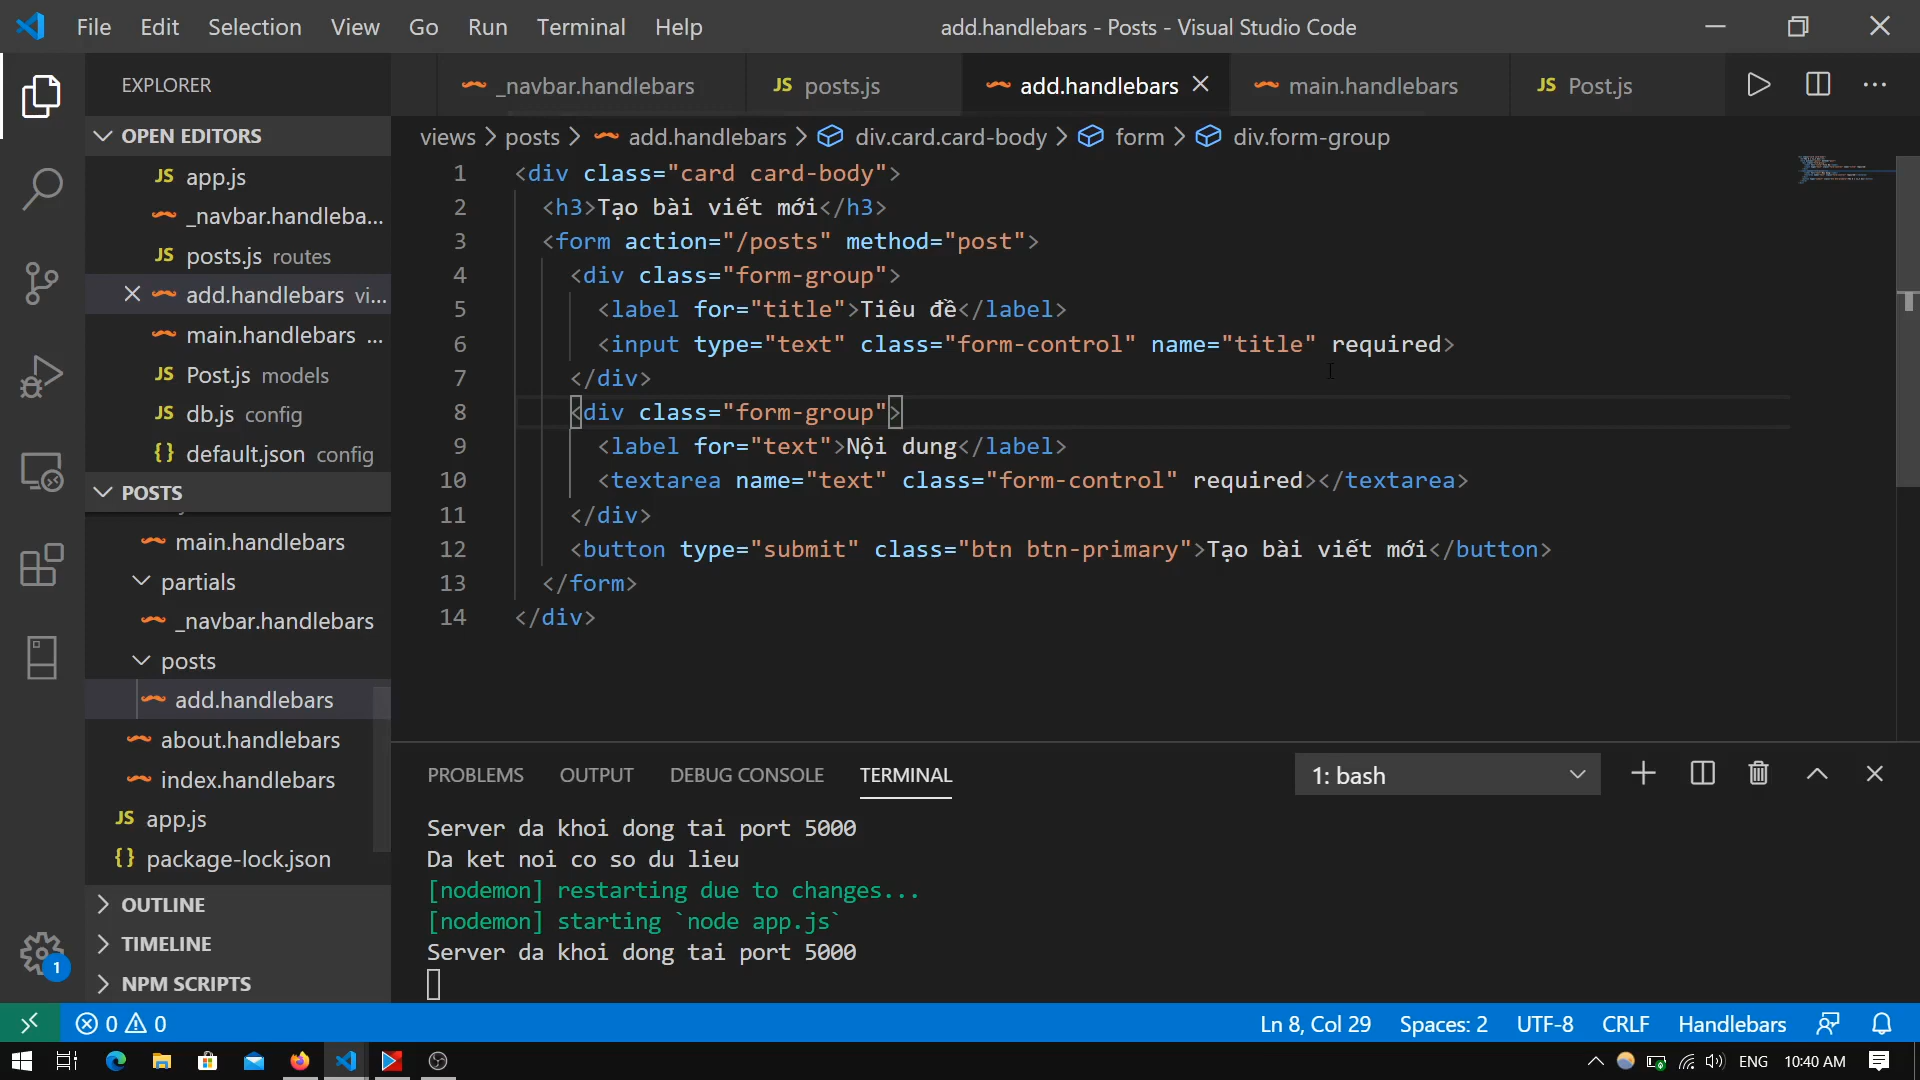 File Edit Selection View Go Run Terminal Help
add.handlebars - Posts - Visual Studio Code
EXPLORER
_navbar.handlebars
JS posts.js
add.handlebars
main.handlebars
JS Post.js
views > posts > add.handlebars > div.card.card-body > form > div.form-group
OPEN EDITORS
JS app.js
_navbar.handleba...
JS posts.js routes
add.handlebars vi...
main.handlebars ...
JS Post.js models
JS db.js config
{} default.json config
POSTS
main.handlebars
partials
_navbar.handlebars
posts
add.handlebars
about.handlebars
index.handlebars
JS app.js
{} package-lock.json
OUTLINE
TIMELINE
NPM SCRIPTS
1 <div class="card card-body">
2 <h3>Tạo bài viết mới</h3>
3 <form action="/posts" method="post">
4 <div class="form-group">
5 <label for="title">Tiêu đề</label>
6 <input type="text" class="form-control" name="title" required>
7 </div>
8 <div class="form-group">
9 <label for="text">Nội dung</label>
10 <textarea name="text" class="form-control" required></textarea>
11 </div>
12 <button type="submit" class="btn btn-primary">Tạo bài viết mới</button>
13 </form>
14 </div>
PROBLEMS OUTPUT DEBUG CONSOLE TERMINAL
1: bash
Server da khoi dong tai port 5000
Da ket noi co so du lieu
[nodemon] restarting due to changes...
[nodemon] starting `node app.js`
Server da khoi dong tai port 5000
1
0 0
Ln 8, Col 29 Spaces: 2 UTF-8 CRLF Handlebars
ENG 10:40 AM